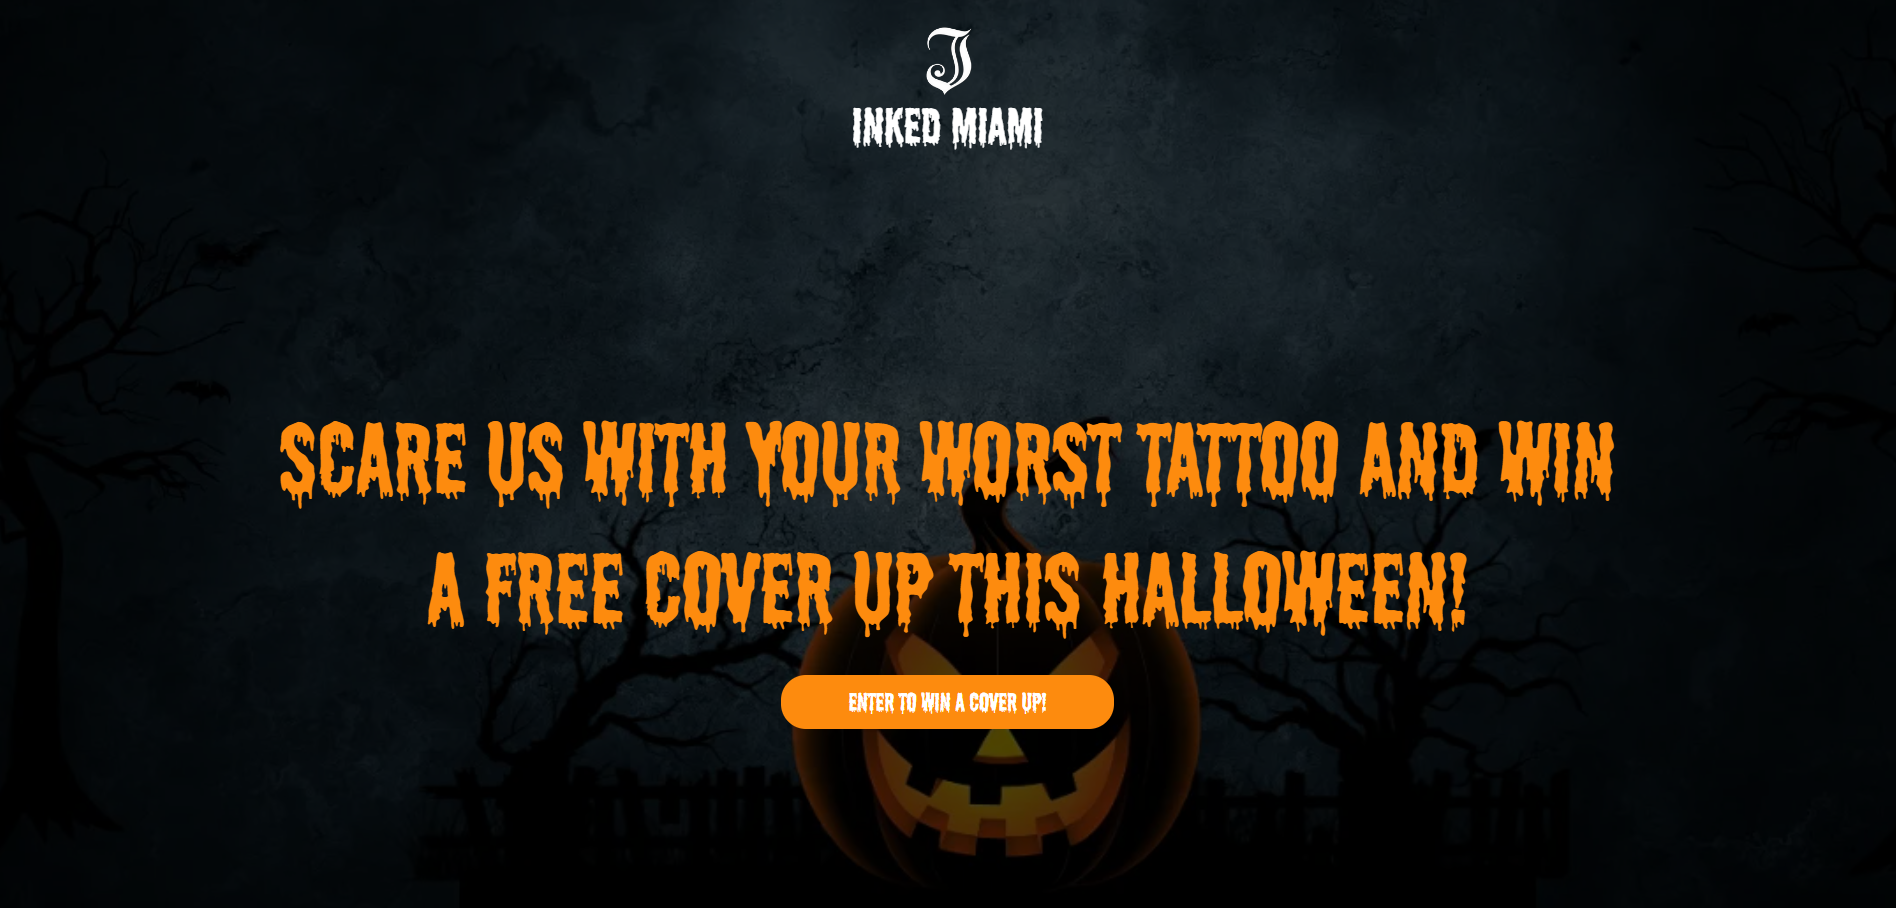 I
INKED MIAMI
SCARE US WITH YOUR WORST TATTOO AND WIN
A FREE COVER UP THIS HALLOWEEN!
ENTER TO WIN A COVER UP!